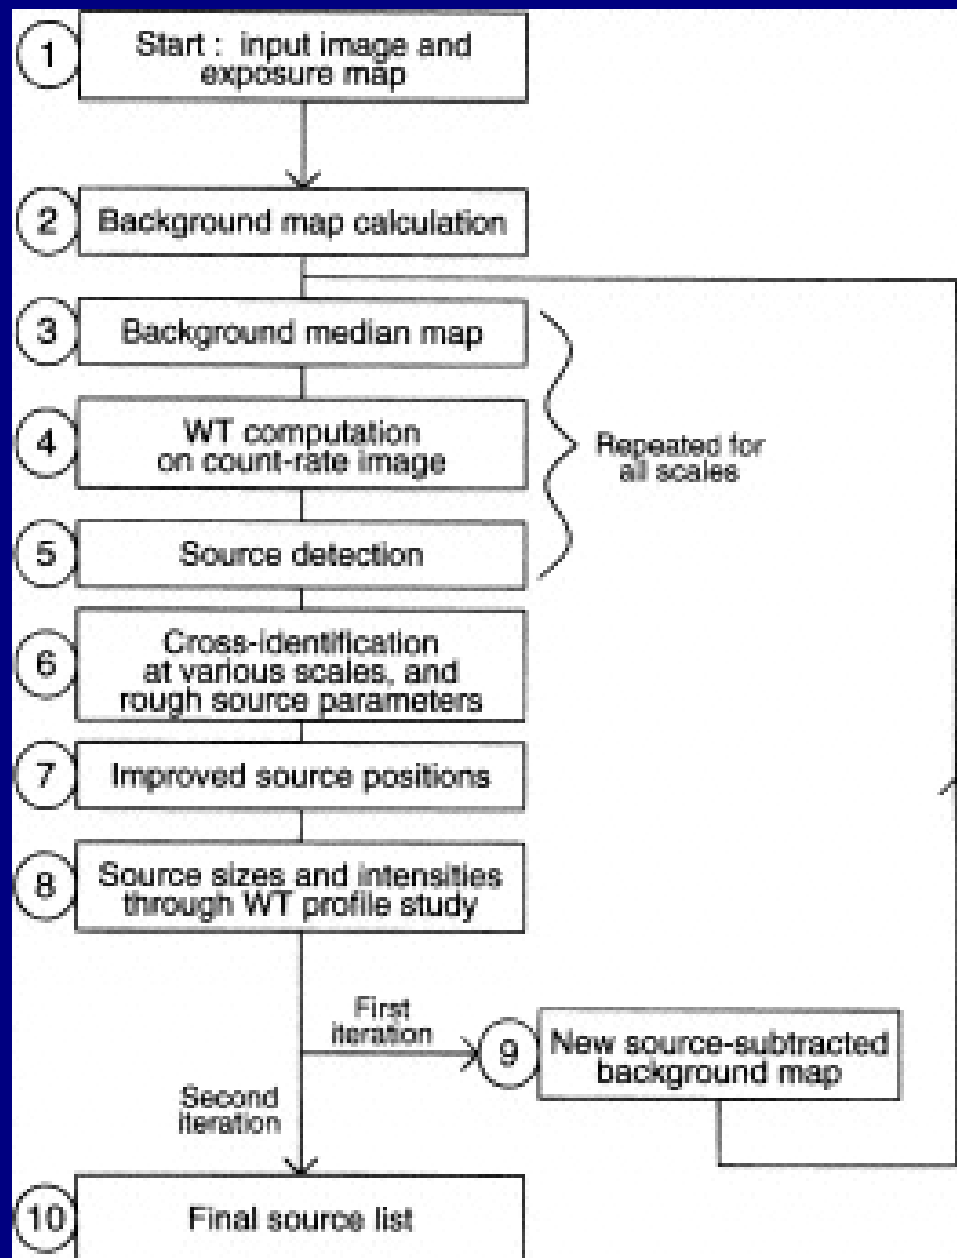 1
Start : input image and
exposure map
2
Background map calculation
3
Background median map
4
WT computation
on count-rate image
Repeated for
all scales
5
Source detection
6
Cross-identification
at various scales, and
rough source parameters
7
Improved source positions
8
Source sizes and intensities
through WT profile study
First
iteration
9
New source-subtracted
background map
Second
iteration
10
Final source list